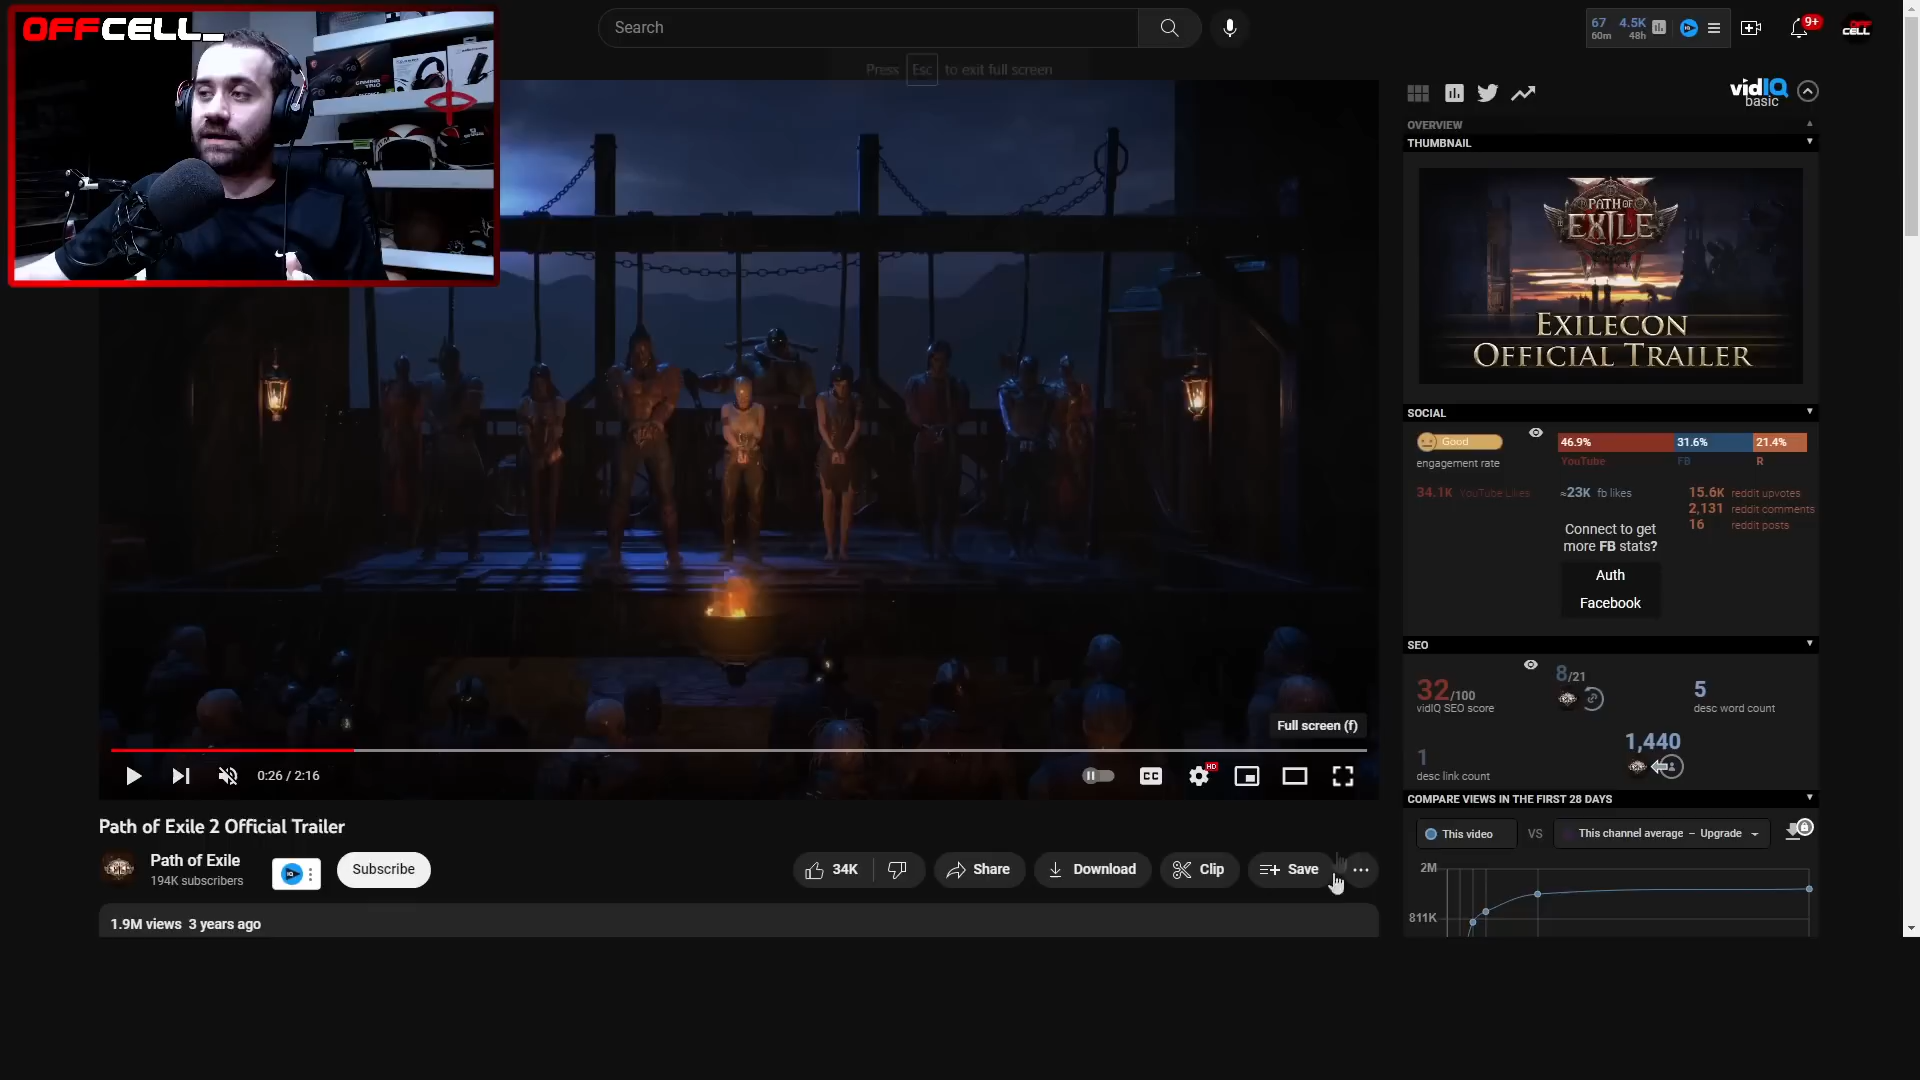 OFFCELL_
Search
67
60m
4.5K
48h
9+
OFF
CELL
Press Esc to exit full screen
vidIQ
basic
OVERVIEW
THUMBNAIL
PATH OF
EXILE
EXILECON
OFFICIAL TRAILER
SOCIAL
Good
engagement rate
46.9%
31.6%
21.4%
YouTube
FB
R
34.1K YouTube Likes
≈23K fb likes
15.6K reddit upvotes
2,131 reddit comments
16 reddit posts
Connect to get
more FB stats?
Auth
Facebook
SEO
32/100
vidIQ SEO score
8/21
5
desc word count
1
desc link count
1,440
COMPARE VIEWS IN THE FIRST 28 DAYS
This video
VS
This channel average – Upgrade
2M
811K
Full screen (f)
0:26 / 2:16
CC
HD
Path of Exile 2 Official Trailer
Path of Exile
194K subscribers
IQ
Subscribe
34K
Share
Download
Clip
Save
1.9M views 3 years ago